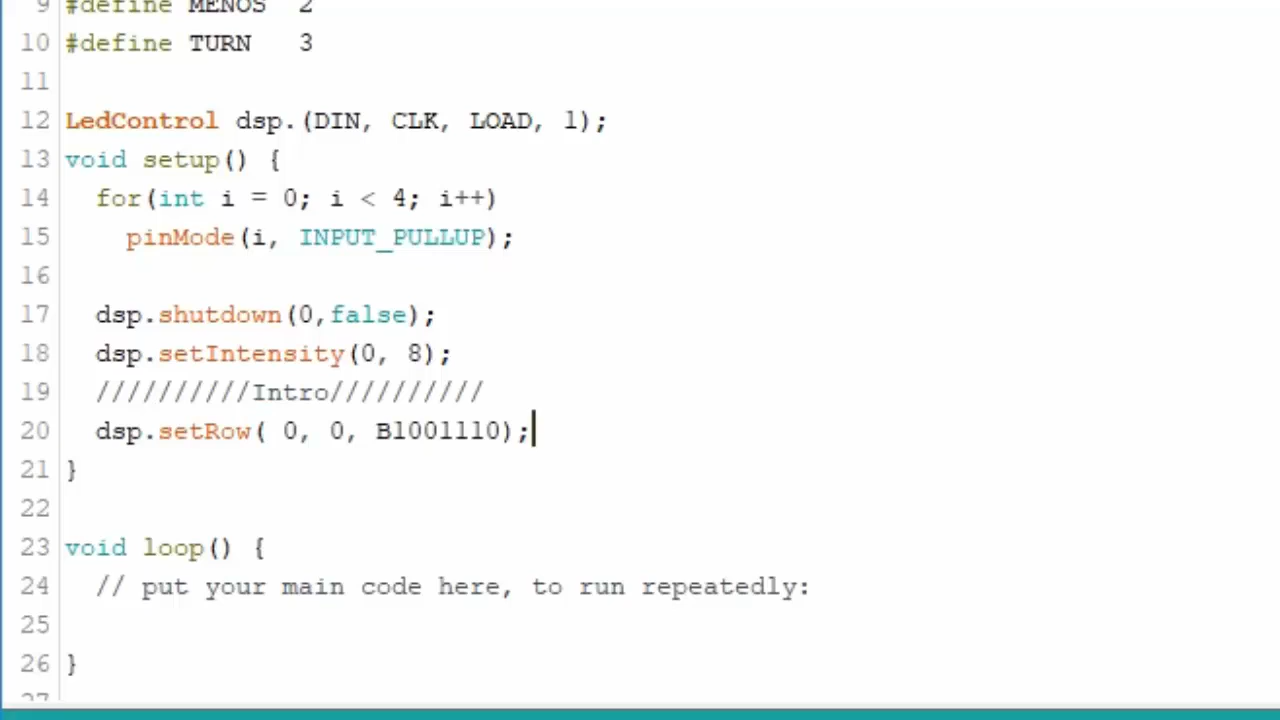 9 #define MENOS 2
10 #define TURN 3
11
12 LedControl dsp.(DIN, CLK, LOAD, 1);
13 void setup() {
14 for(int i = 0; i < 4; i++)
15 pinMode(i, INPUT_PULLUP);
16
17 dsp.shutdown(0,false);
18 dsp.setIntensity(0, 8);
19 //////////Intro//////////
20 dsp.setRow( 0, 0, B1001110);
21 }
22
23 void loop() {
24 // put your main code here, to run repeatedly:
25
26 }
27